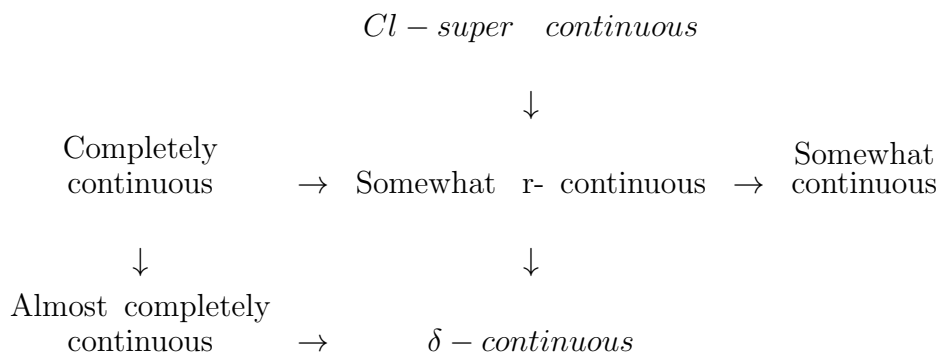 Cl − super continuous
↓
Completely
continuous → Somewhat r- continuous → Somewhat
continuous
↓ ↓
Almost completely
continuous → δ − continuous